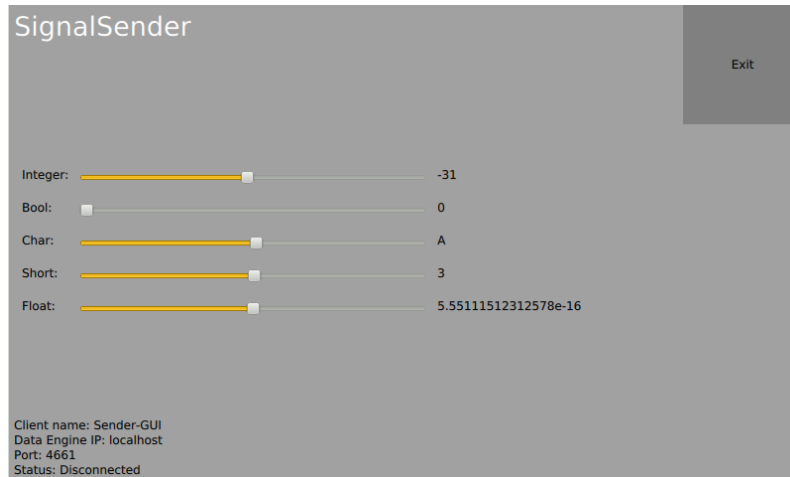 SignalSender
Exit
Integer: -31
Bool: 0
Char: A
Short: 3
Float: 5.55111512312578e-16
Client name: Sender-GUI
Data Engine IP: localhost
Port: 4661
Status: Disconnected